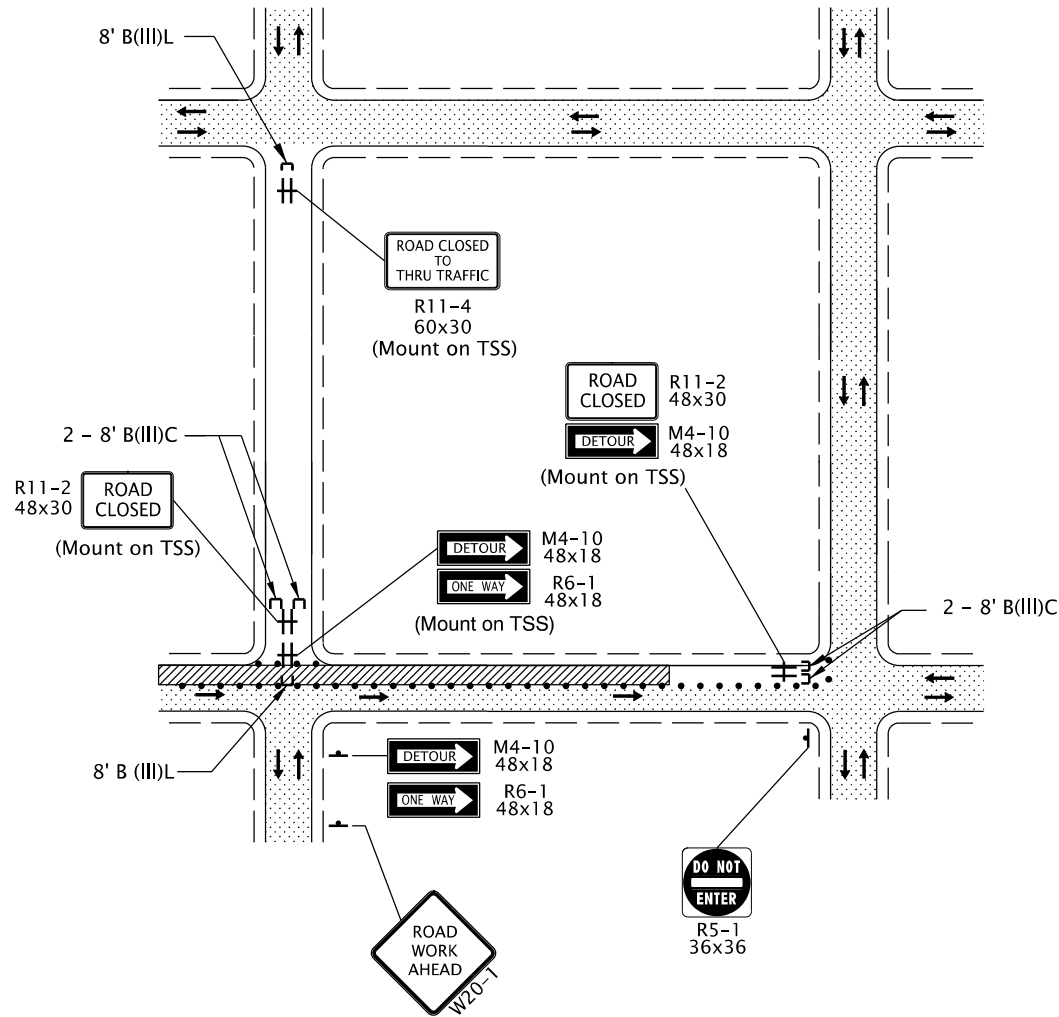 8' B(III)L
ROAD CLOSED
TO
THRU TRAFFIC
R11-4
60x30
(Mount on TSS)
ROAD
CLOSED
R11-2
48x30
DETOUR
M4-10
48x18
(Mount on TSS)
2 - 8' B(III)C
R11-2
48x30
ROAD
CLOSED
(Mount on TSS)
DETOUR
M4-10
48x18
ONE WAY
R6-1
48x18
(Mount on TSS)
2 - 8' B(III)C
8' B (III)L
DETOUR
M4-10
48x18
ONE WAY
R6-1
48x18
DO NOT
ENTER
R5-1
36x36
ROAD
WORK
AHEAD
W20-1